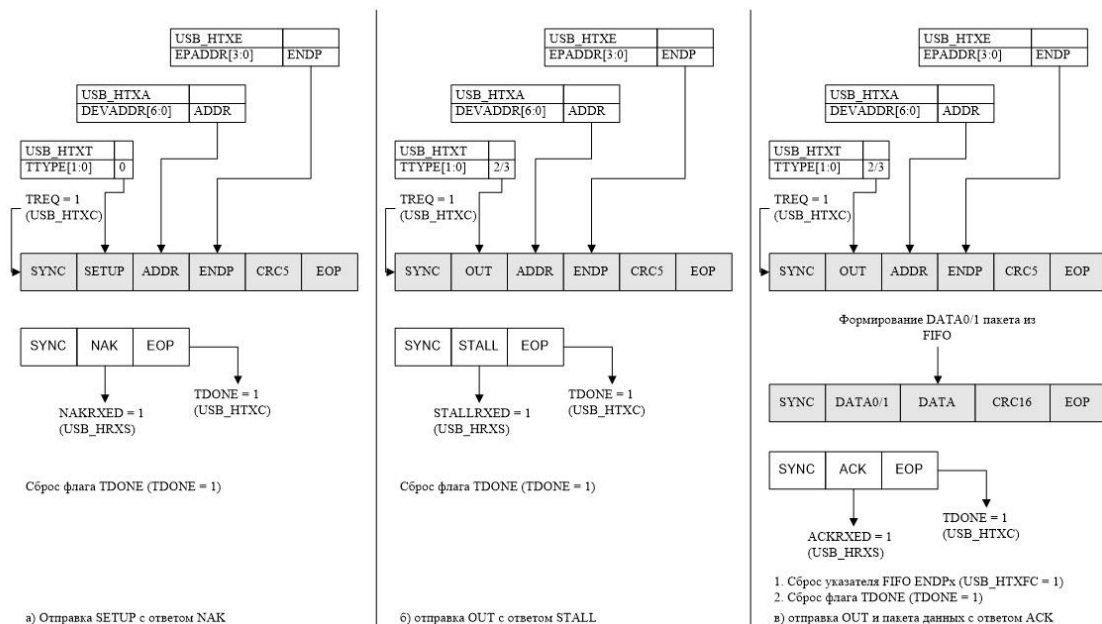 USB_HTXE
EPADDR[3:0] ENDP
USB_HTXA
DEVADDR[6:0] ADDR
USB_HTXT
TTYPE[1:0] 0
TREQ = 1
(USB_HTXC)
SYNC SETUP ADDR ENDP CRC5 EOP
SYNC NAK EOP
TDONE = 1
(USB_HTXC)
NAKRXED = 1
(USB_HRXS)
Сброс флага TDONE (TDONE = 1)
а) Отправка SETUP с ответом NAK
USB_HTXE
EPADDR[3:0] ENDP
USB_HTXA
DEVADDR[6:0] ADDR
USB_HTXT
TTYPE[1:0] 2/3
TREQ = 1
(USB_HTXC)
SYNC OUT ADDR ENDP CRC5 EOP
SYNC STALL EOP
TDONE = 1
(USB_HTXC)
STALLRXED = 1
(USB_HRXS)
Сброс флага TDONE (TDONE = 1)
б) отправка OUT с ответом STALL
USB_HTXE
EPADDR[3:0] ENDP
USB_HTXA
DEVADDR[6:0] ADDR
USB_HTXT
TTYPE[1:0] 2/3
TREQ = 1
(USB_HTXC)
SYNC OUT ADDR ENDP CRC5 EOP
Формирование DATA0/1 пакета из
FIFO
SYNC DATA0/1 DATA CRC16 EOP
SYNC ACK EOP
TDONE = 1
(USB_HTXC)
ACKRXED = 1
(USB_HRXS)
1. Сброс указателя FIFO ENDPx (USB_HTXFC = 1)
2. Сброс флага TDONE (TDONE = 1)
в) отправка OUT и пакета данных с ответом ACK